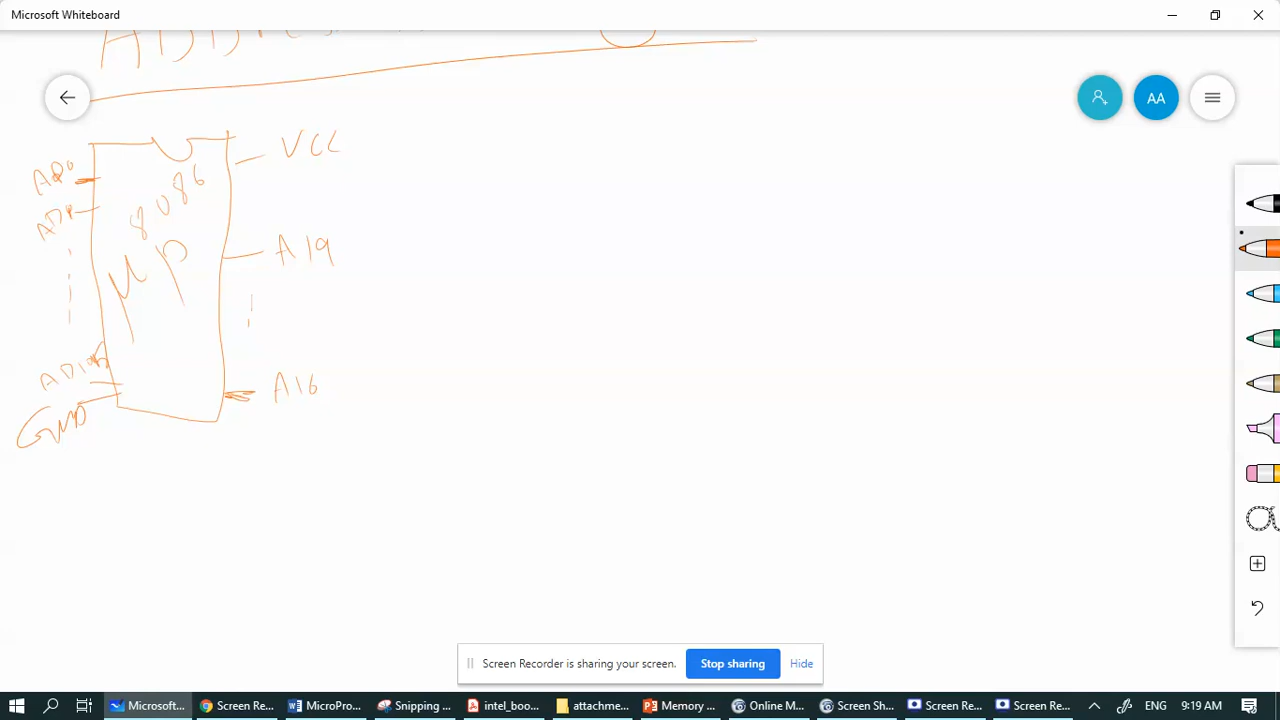 Microsoft Whiteboard
AA
VCC
AD0
AD1
8086
MP
A19
AD15
A16
GND
Screen Recorder is sharing your screen.
Stop sharing
Hide
Microsoft...
Screen Re...
MicroPro...
Snipping ...
intel_boo...
attachme...
Memory ...
Online M...
Screen Sh...
Screen Re...
Screen Re...
ENG
9:19 AM